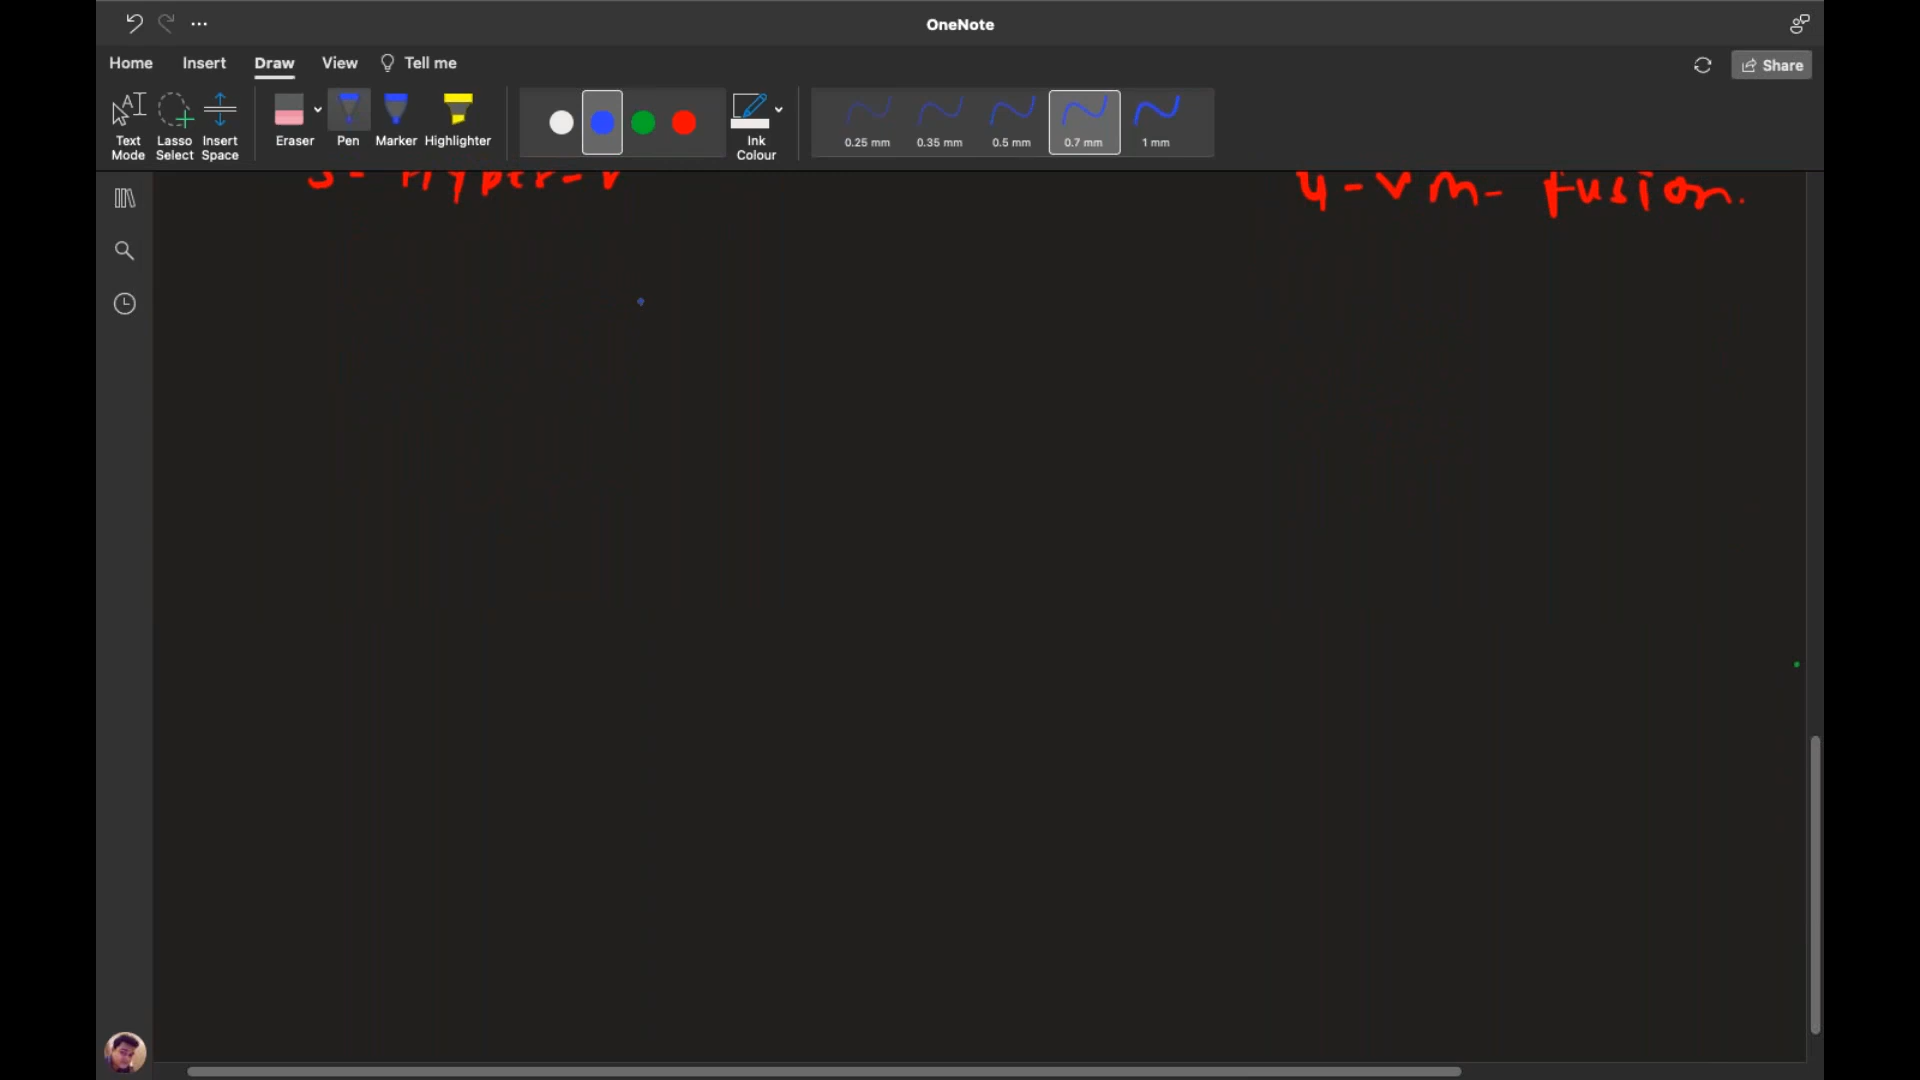 OneNote
Home Insert Draw View Tell me
Share
Text Mode
Lasso Select
Insert Space
Eraser
Pen
Marker
Highlighter
Ink Colour
0.25 mm
0.35 mm
0.5 mm
0.7 mm
1 mm
- Hyper-V
4-Vm- fusion.